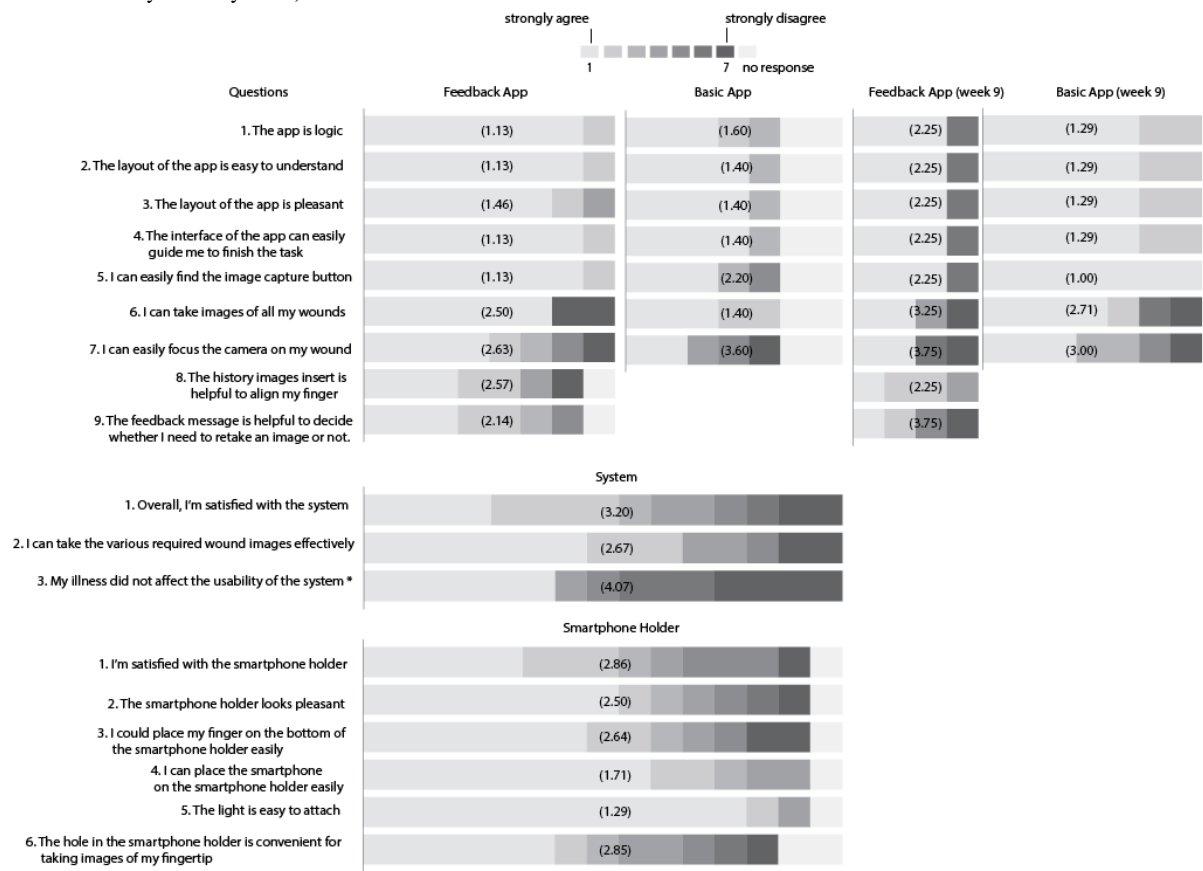 strongly agree strongly disagree
1 7 no response
Questions Feedback App Basic App Feedback App (week 9) Basic App (week 9)
1. The app is logic (1.13) (1.60) (2.25) (1.29)
2. The layout of the app is easy to understand (1.13) (1.40) (2.25) (1.29)
3. The layout of the app is pleasant (1.46) (1.40) (2.25) (1.29)
4. The interface of the app can easily
guide me to finish the task (1.13) (1.40) (2.25) (1.29)
5. I can easily find the image capture button (1.13) (2.20) (2.25) (1.00)
6. I can take images of all my wounds (2.50) (1.40) (3.25) (2.71)
7. I can easily focus the camera on my wound (2.63) (3.60) (3.75) (3.00)
8. The history images insert is
helpful to align my finger (2.57) (2.25)
9. The feedback message is helpful to decide
whether I need to retake an image or not. (2.14) (3.75)
System
1. Overall, I'm satisfied with the system (3.20)
2. I can take the various required wound images effectively (2.67)
3. My illness did not affect the usability of the system * (4.07)
Smartphone Holder
1. I'm satisfied with the smartphone holder (2.86)
2. The smartphone holder looks pleasant (2.50)
3. I could place my finger on the bottom of
the smartphone holder easily (2.64)
4. I can place the smartphone
on the smartphone holder easily (1.71)
5. The light is easy to attach (1.29)
6. The hole in the smartphone holder is convenient for
taking images of my fingertip (2.85)